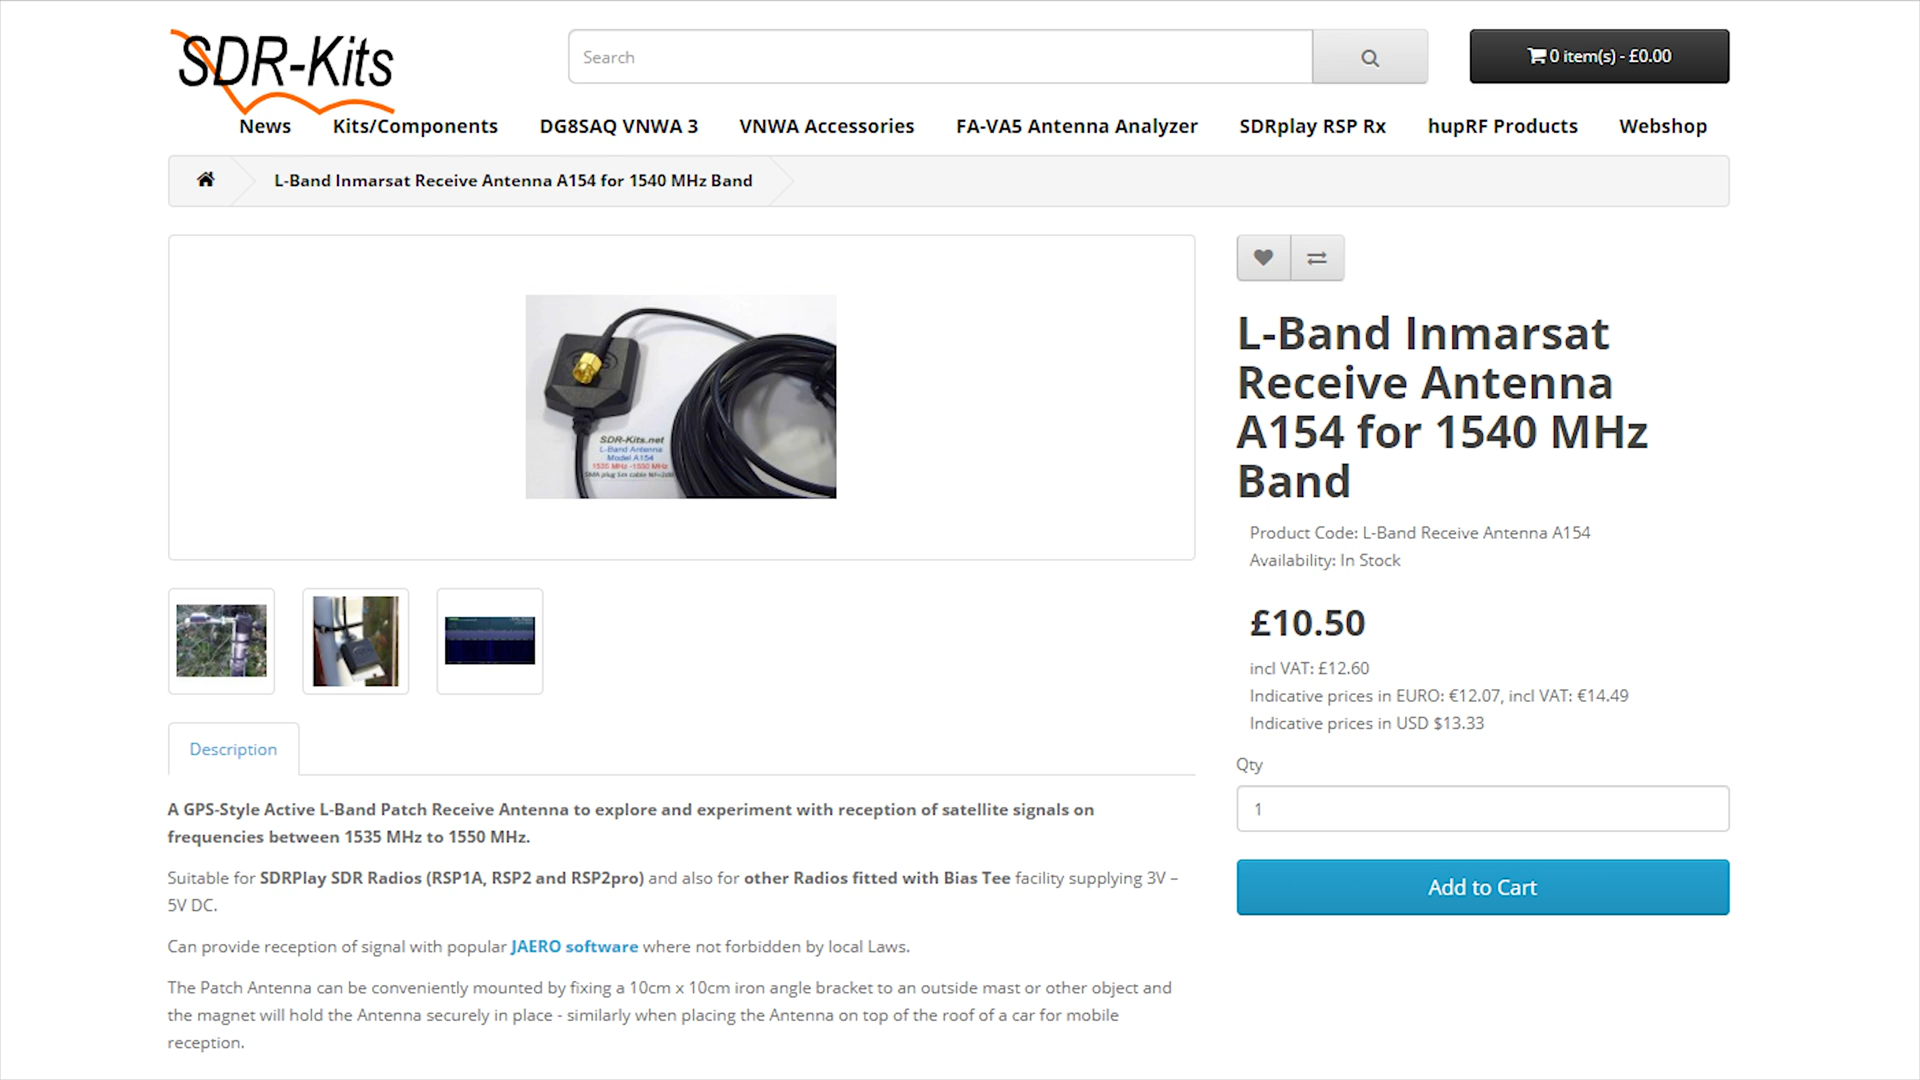 SDR-Kits
Search
0 item(s) - £0.00
News Kits/Components DG8SAQ VNWA 3 VNWA Accessories FA-VA5 Antenna Analyzer SDRplay RSP Rx hupRF Products Webshop
L-Band Inmarsat Receive Antenna A154 for 1540 MHz Band
SDR-Kits.net
L-Band Antenna
Model A154
1535 MHz -1550 MHz
SMA plug 5m cable NF=2dB
L-Band Inmarsat
Receive Antenna
A154 for 1540 MHz
Band
Product Code: L-Band Receive Antenna A154
Availability: In Stock
£10.50
incl VAT: £12.60
Indicative prices in EURO: €12.07, incl VAT: €14.49
Indicative prices in USD $13.33
Qty
1
Add to Cart
Description
A GPS-Style Active L-Band Patch Receive Antenna to explore and experiment with reception of satellite signals on
frequencies between 1535 MHz to 1550 MHz.
Suitable for SDRPlay SDR Radios (RSP1A, RSP2 and RSP2pro) and also for other Radios fitted with Bias Tee facility supplying 3V –
5V DC.
Can provide reception of signal with popular JAERO software where not forbidden by local Laws.
The Patch Antenna can be conveniently mounted by fixing a 10cm x 10cm iron angle bracket to an outside mast or other object and
the magnet will hold the Antenna securely in place - similarly when placing the Antenna on top of the roof of a car for mobile
reception.